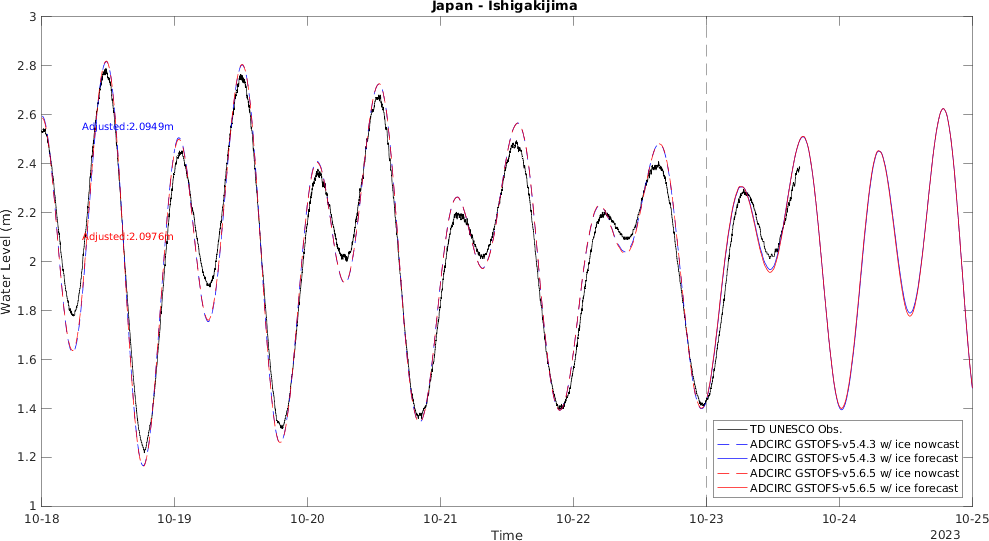 Japan - Ishigakijima
3
2.8
2.6
2.4
2.2
2
1.8
1.6
1.4
1.2
1
Water Level (m)
Adjusted:2.0949m
Adjusted:2.0976m
TD UNESCO Obs.
ADCIRC GSTOFS-v5.4.3 w/ ice nowcast
ADCIRC GSTOFS-v5.4.3 w/ ice forecast
ADCIRC GSTOFS-v5.6.5 w/ ice nowcast
ADCIRC GSTOFS-v5.6.5 w/ ice forecast
10-18 10-19 10-20 10-21 10-22 10-23 10-24 10-25
Time
2023